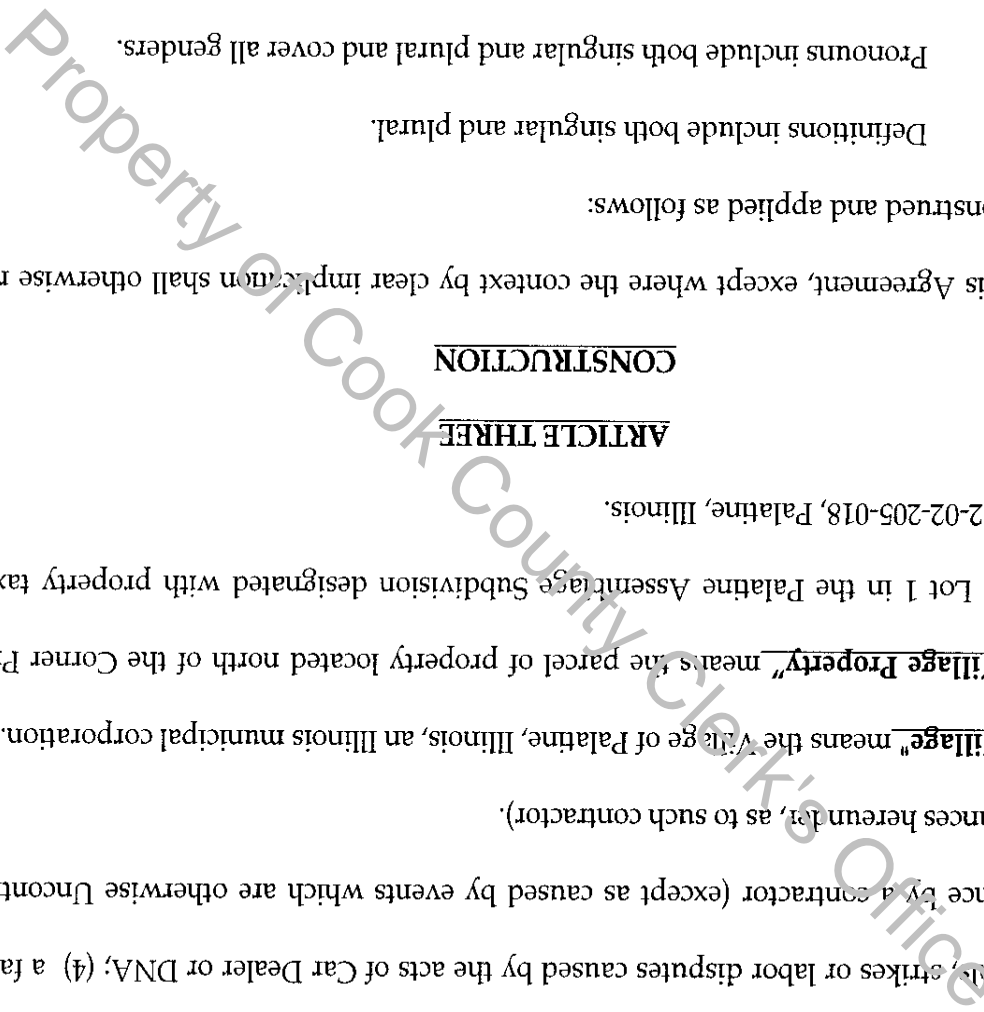 strikes or labor disputes caused by the acts of Car Dealer or DNA; (4) a fa
nce by a contractor (except as caused by events which are otherwise Uncont
ances hereunder, as to such contractor).
illage" means the Village of Palatine, Illinois, an Illinois municipal corporation.
illage Property" means the parcel of property located north of the Corner P
Lot 1 in the Palatine Assemblage Subdivision designated with property tax
2-02-205-018, Palatine, Illinois.
ARTICLE THREE
CONSTRUCTION
is Agreement, except where the context by clear implication shall otherwise r
nstrued and applied as follows:
Definitions include both singular and plural.
Pronouns include both singular and plural and cover all genders.
Property of Cook County Clerk's Office